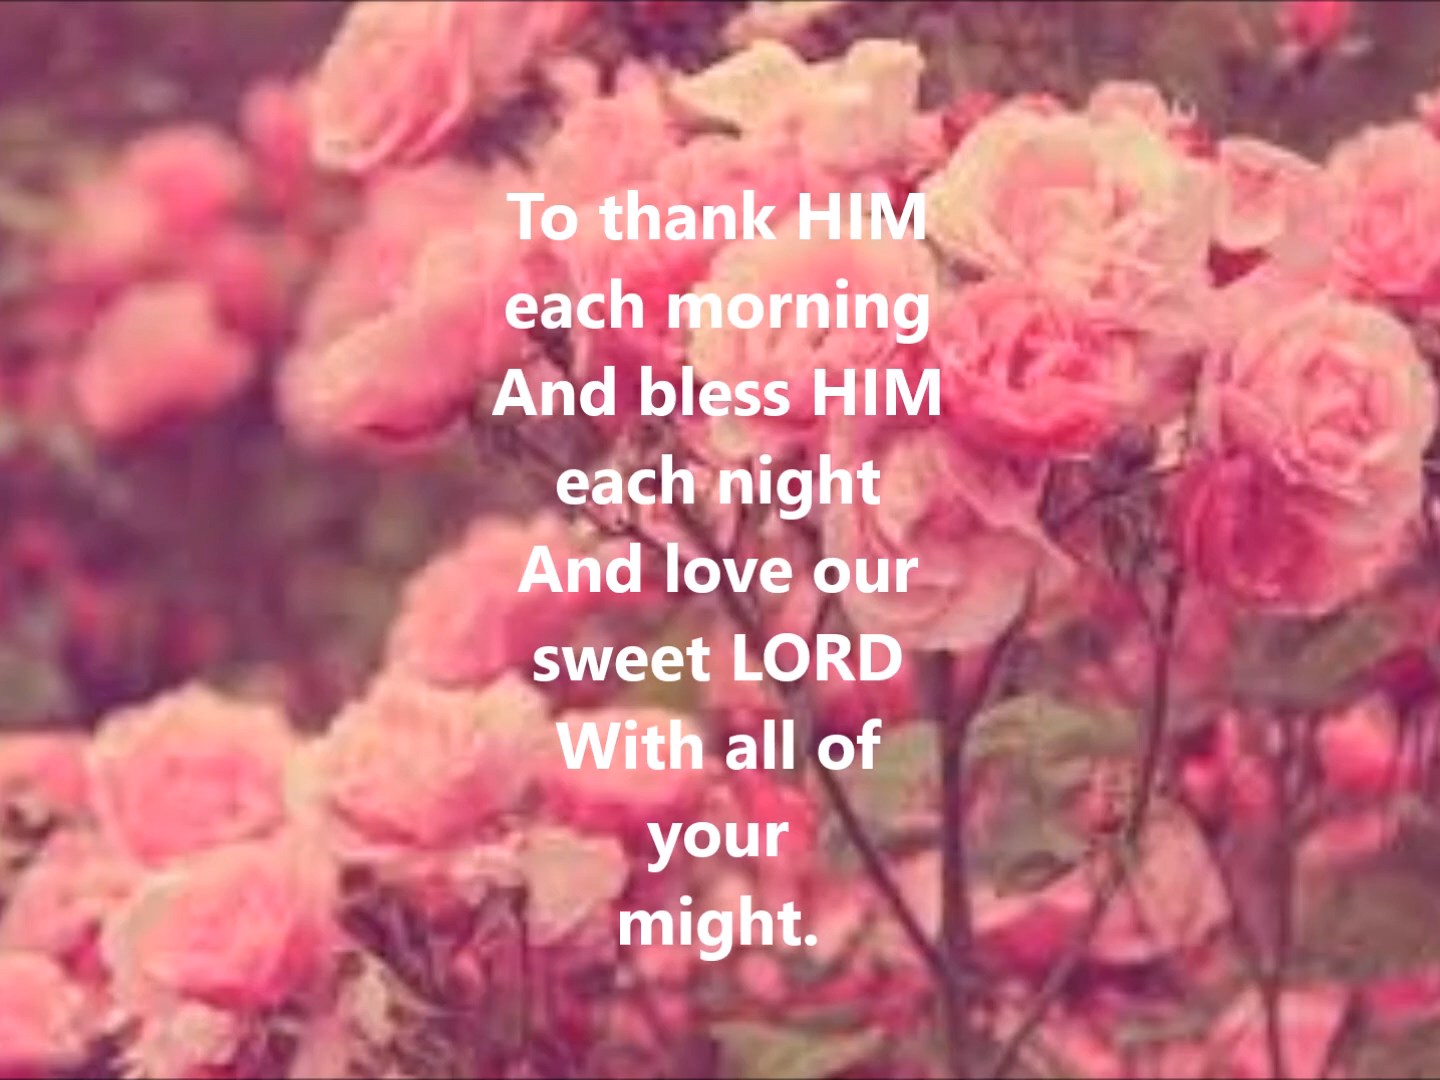 To thank HIM
each morning
And bless HIM
each night
And love our
sweet LORD
With all of
your
might.